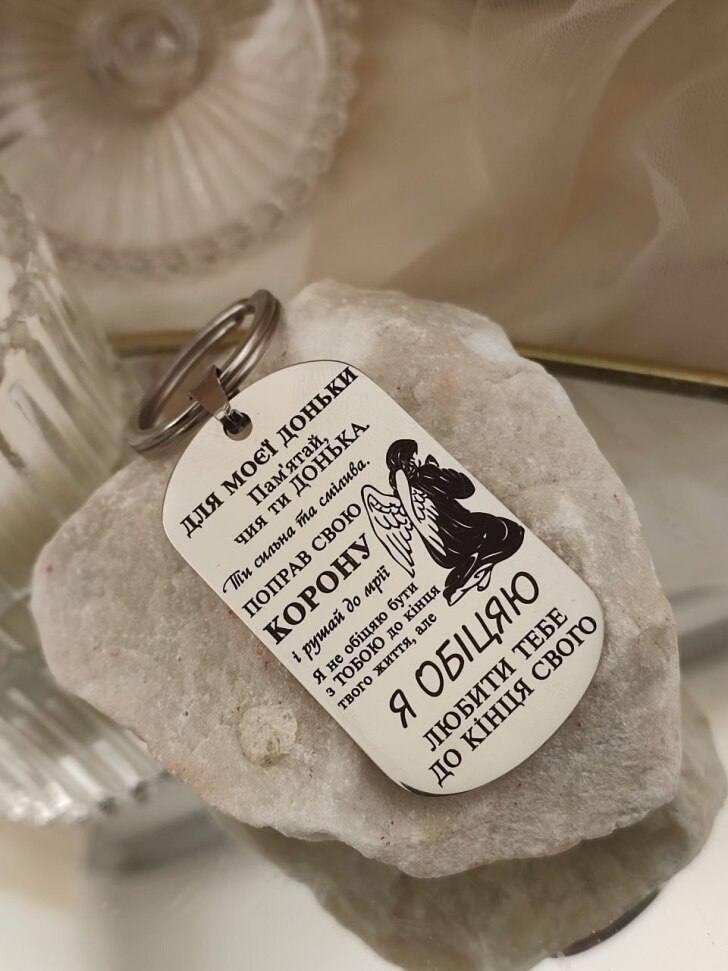 ДЛЯ МОЄЇ ДОНЬКИ
Пам'ятай,
чия ти ДОНЬКА.
Ти сильна та смілива.
ПОПРАВ СВОЮ
КОРОНУ
і рушай до мрії
Я не обіцяю бути
з ТОБОЮ до кінця
твого життя, але
Я ОБІЦЯЮ
ЛЮБИТИ ТЕБЕ
ДО КІНЦЯ СВОГО